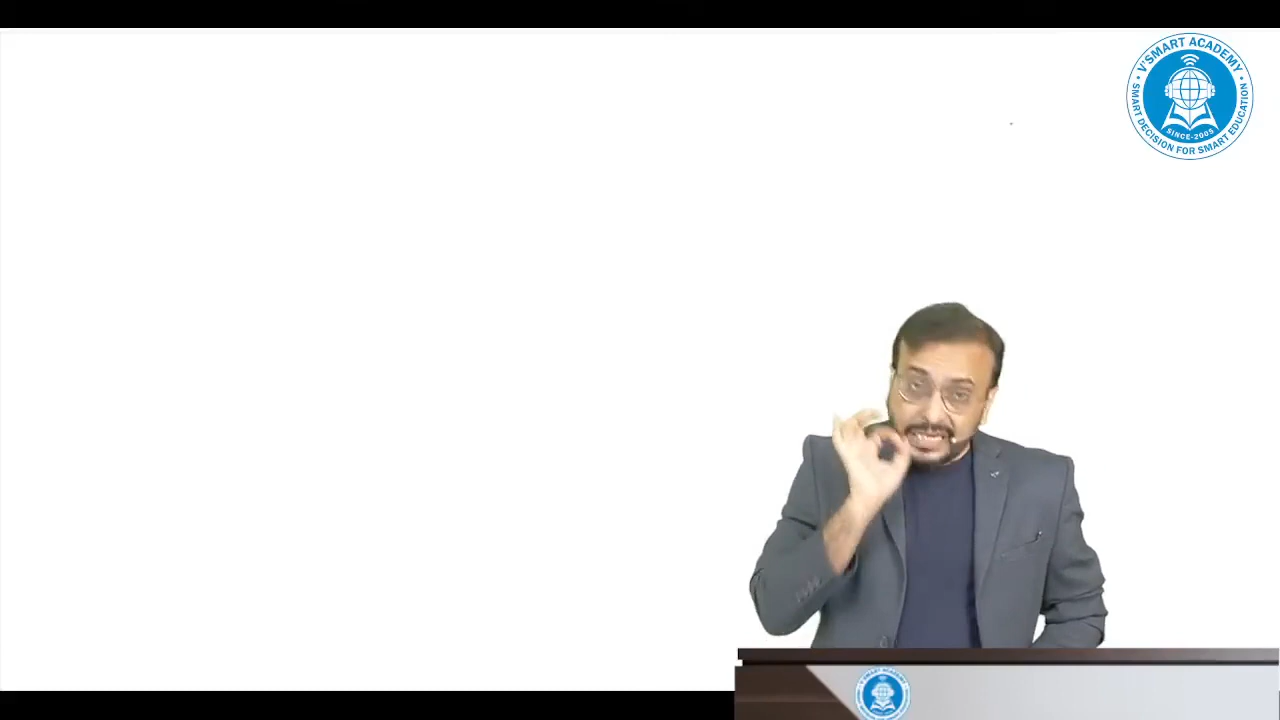 • V'SMART ACADEMY •
SMART DECISION FOR SMART EDUCATION
SINCE-2005